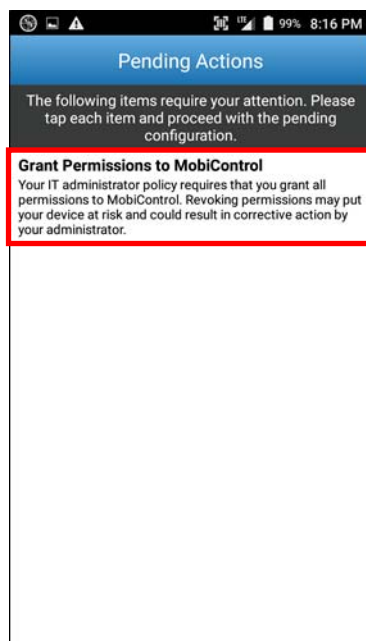 LTE 99% 8:16 PM
Pending Actions
The following items require your attention. Please
tap each item and proceed with the pending
configuration.
Grant Permissions to MobiControl
Your IT administrator policy requires that you grant all
permissions to MobiControl. Revoking permissions may put
your device at risk and could result in corrective action by
your administrator.